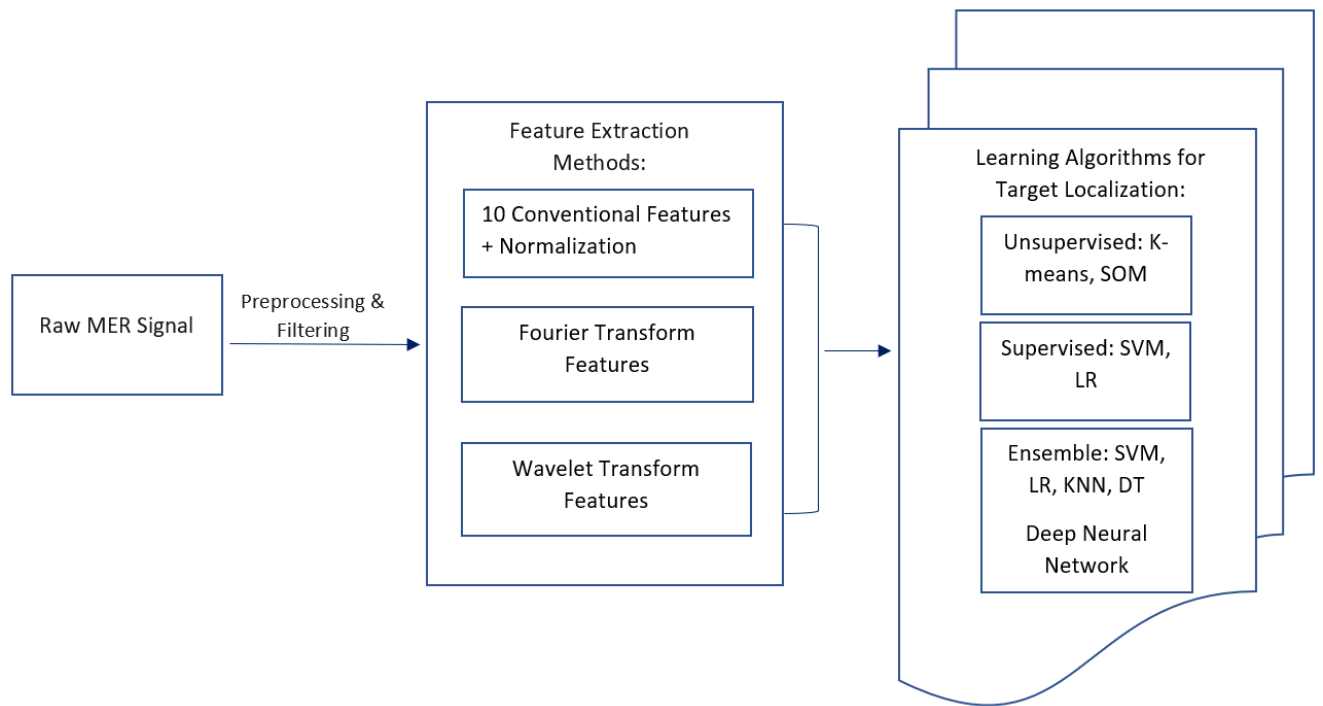 Raw MER Signal
Preprocessing &
Filtering
Feature Extraction
Methods:
10 Conventional Features
+ Normalization
Fourier Transform
Features
Wavelet Transform
Features
Learning Algorithms for
Target Localization:
Unsupervised: K-
means, SOM
Supervised: SVM,
LR
Ensemble: SVM,
LR, KNN, DT
Deep Neural
Network